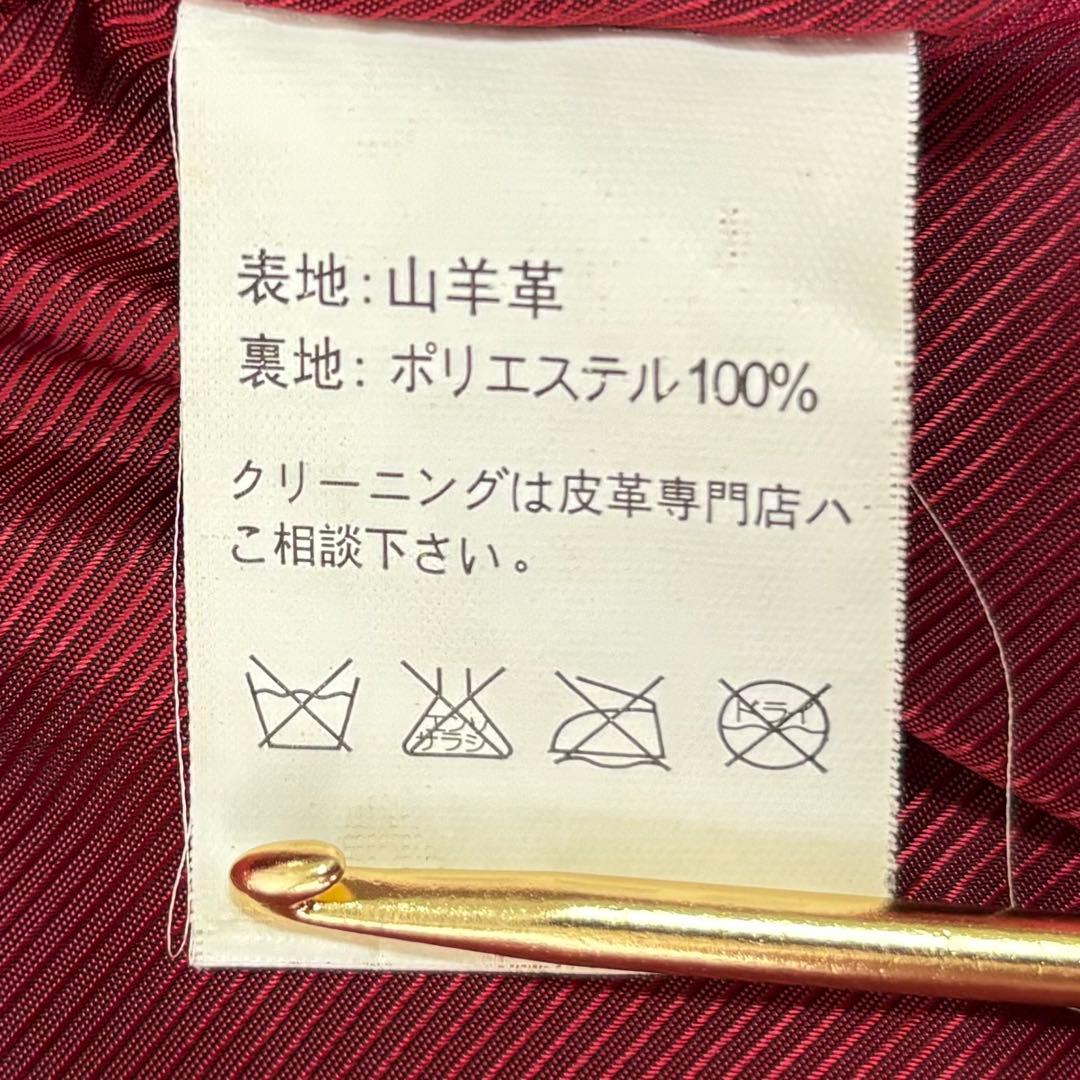 表地:山羊革
裏地:ポリエステル100%
クリーニングは皮革専門店ハ
こ相談下さい。
エンソ サラシ ドライ